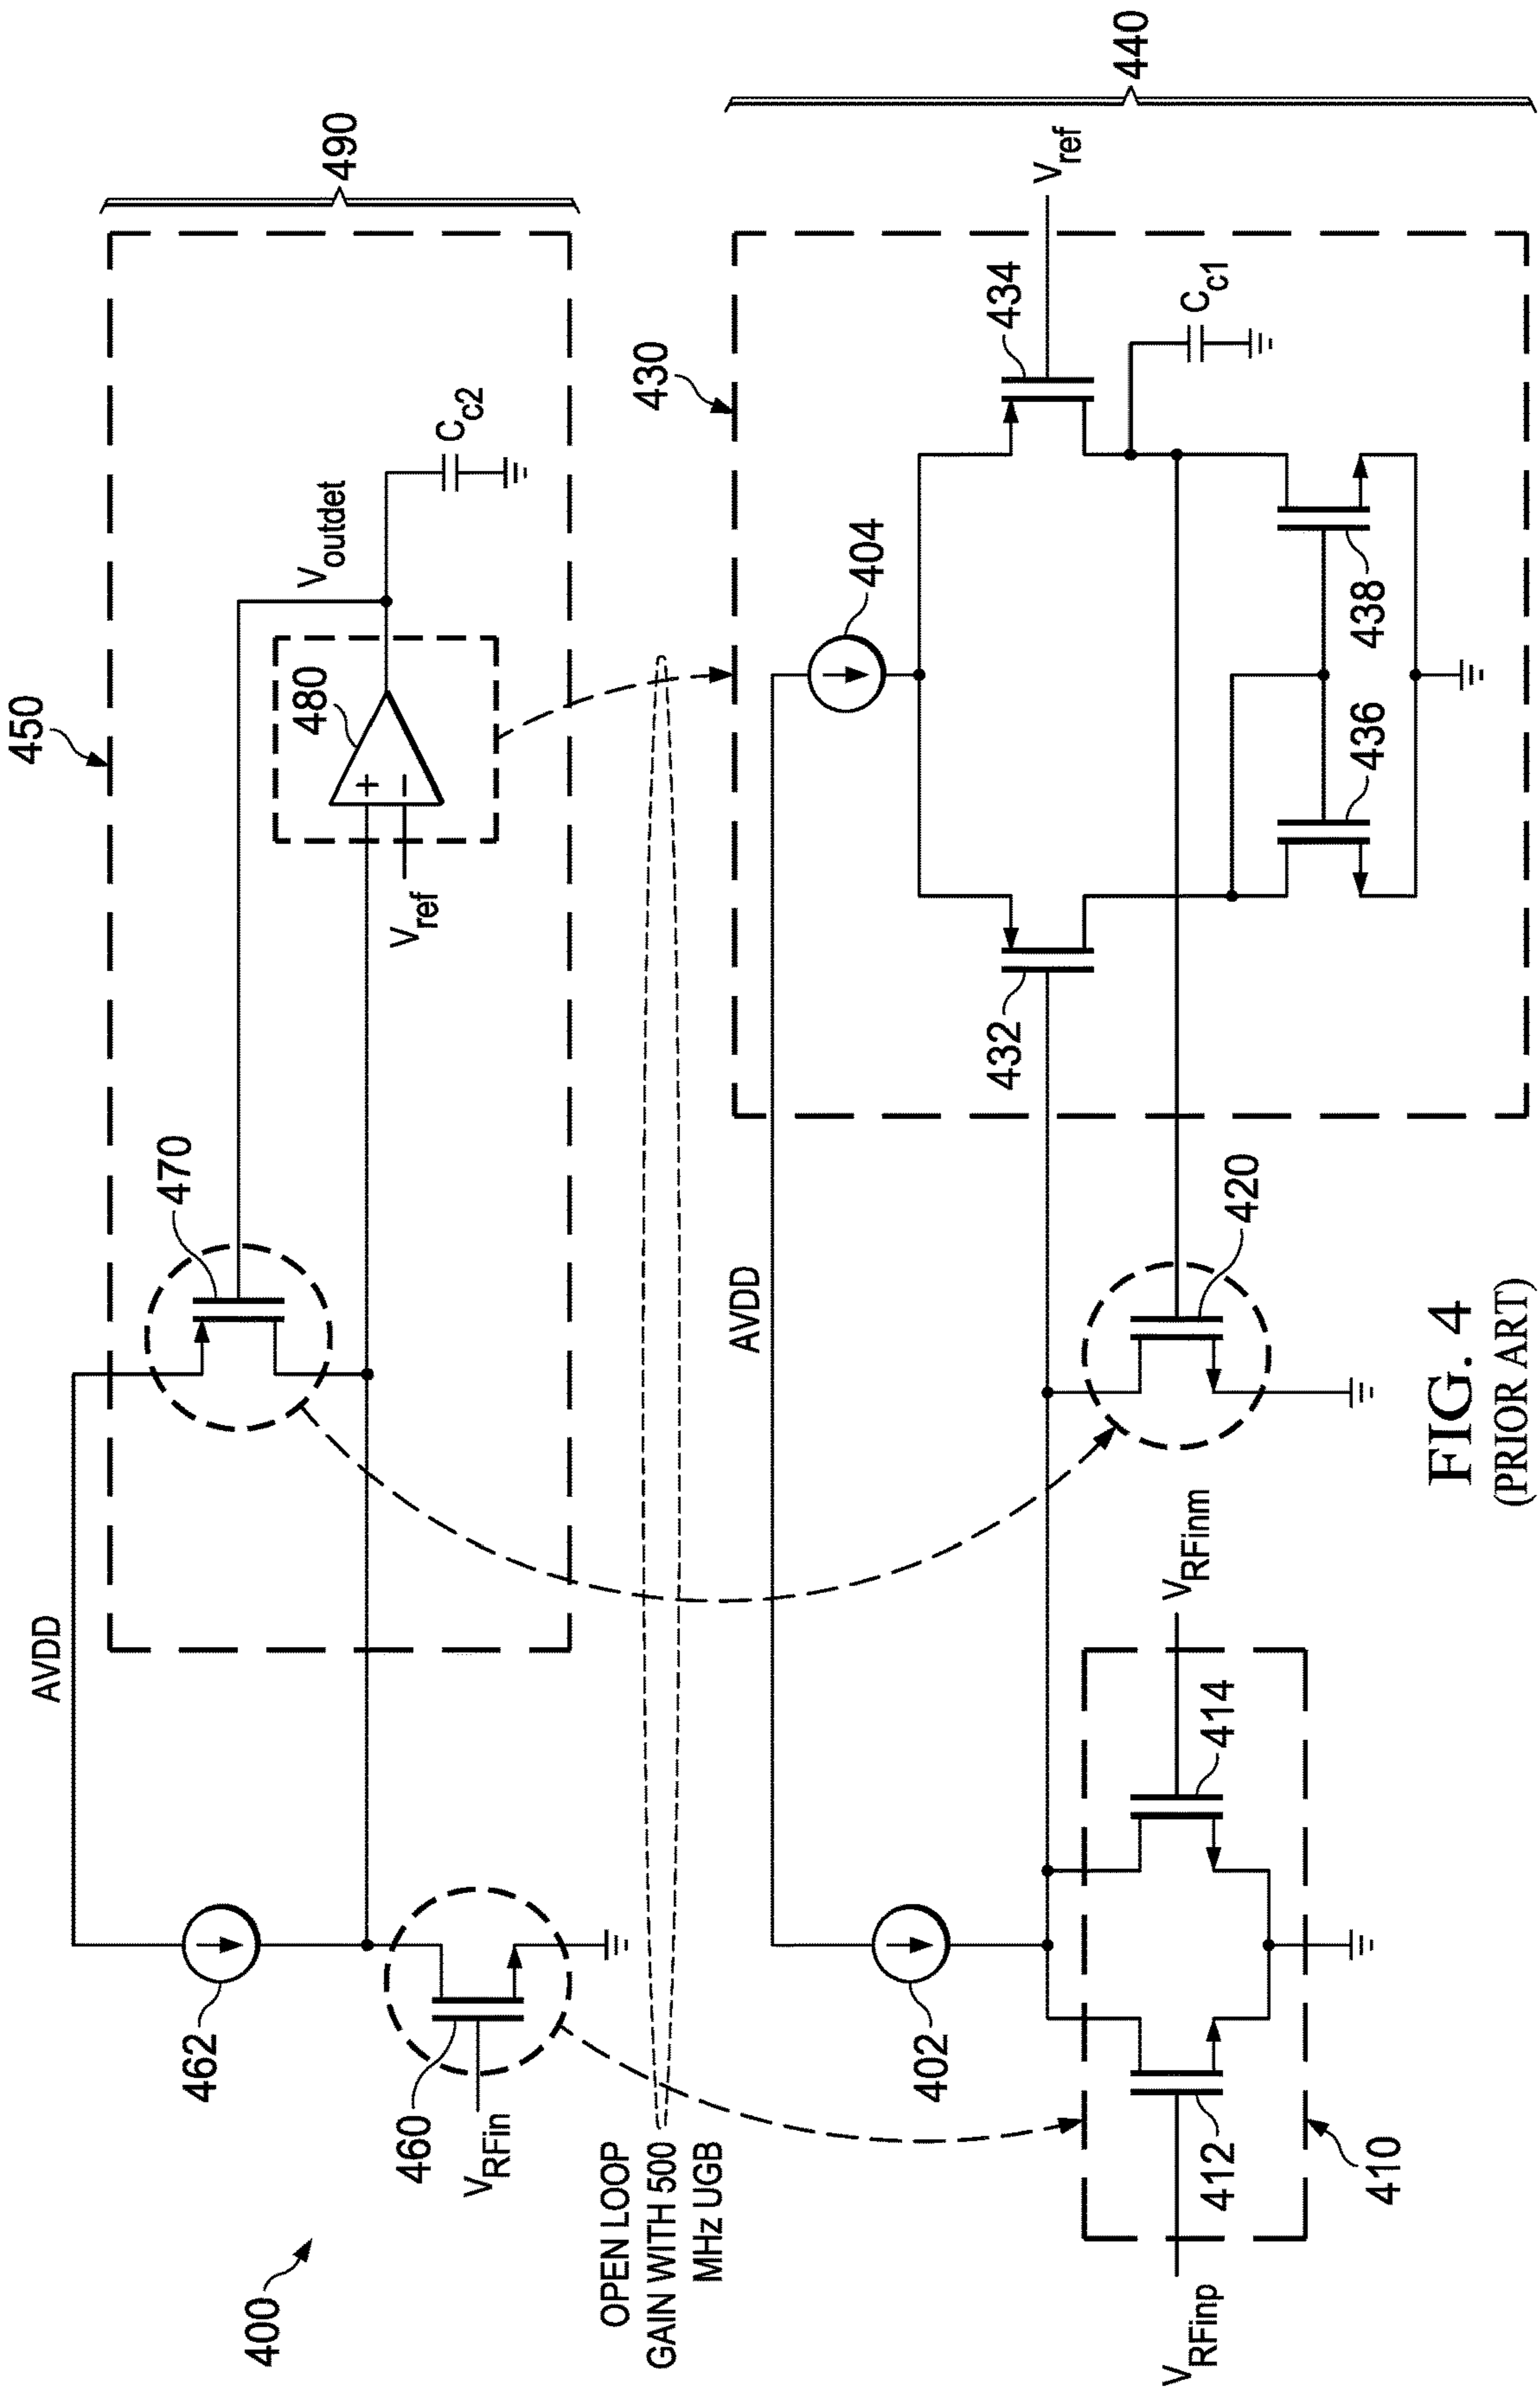 400
AVDD
450
490
470
V_outdet
480
+
−
V_ref
C_c2
462
460
V_RFin
OPEN LOOP
GAIN WITH 500
MHz UGB
AVDD
430
440
404
434
V_ref
C_c1
432
436
438
402
420
412
414
410
V_RFinp
V_RFinm
FIG. 4
(PRIOR ART)